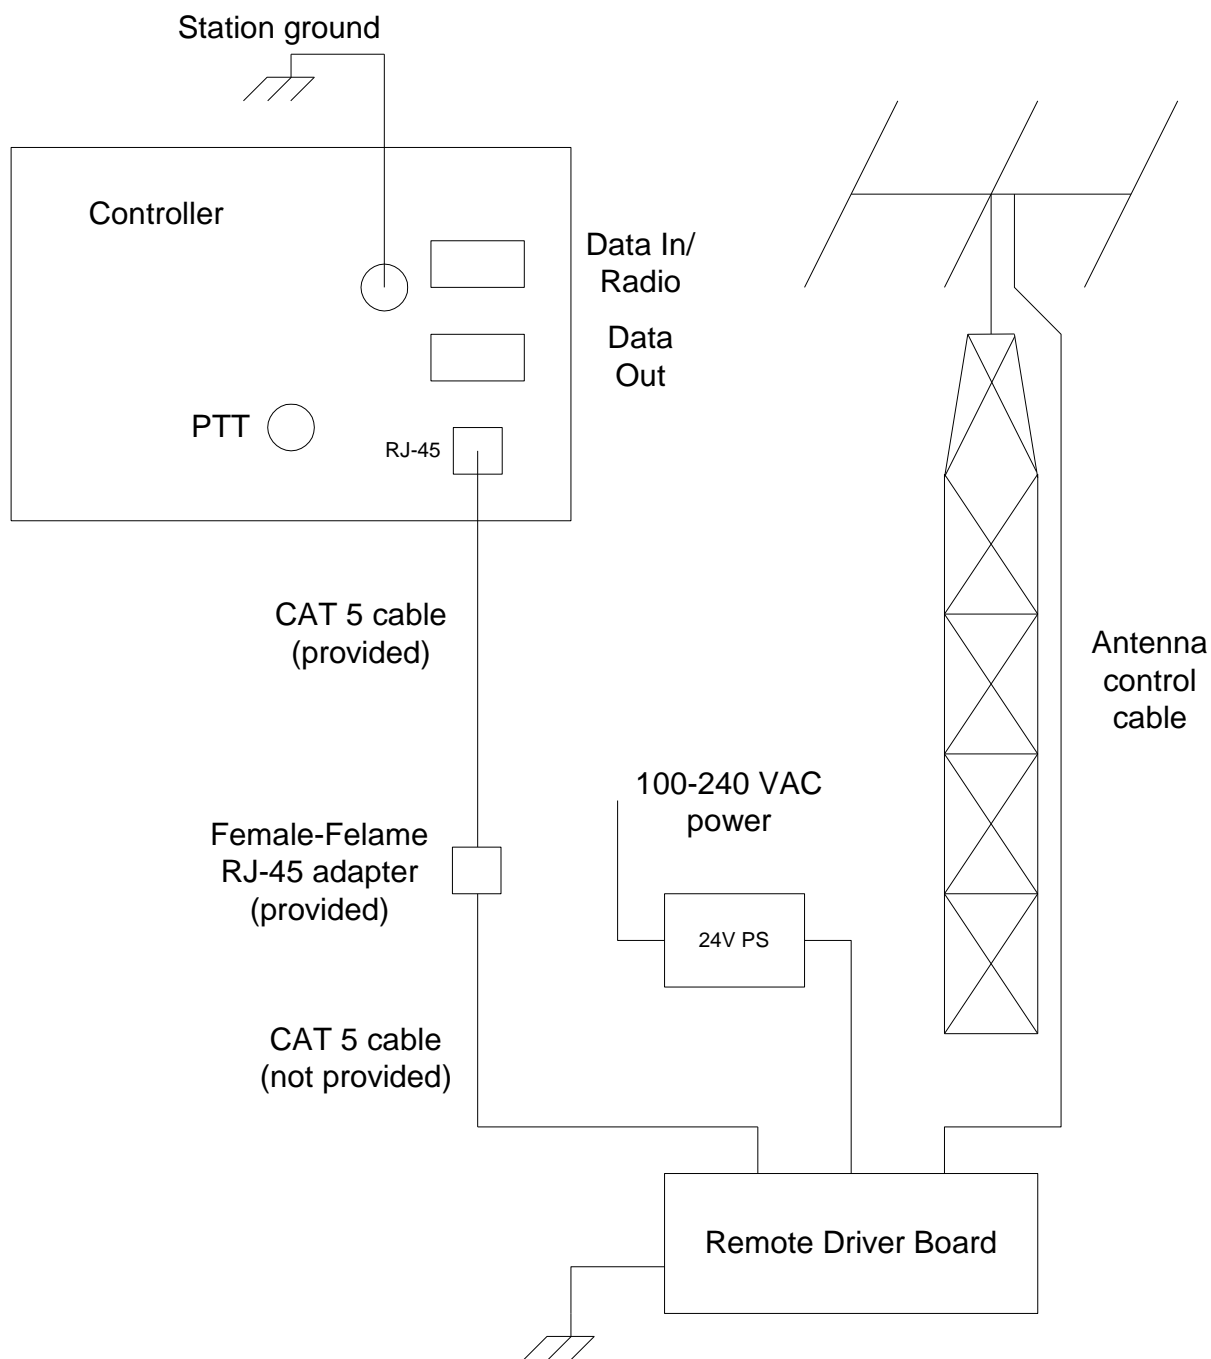 Station ground
Controller
Data In/
Radio
Data
Out
PTT
RJ-45
CAT 5 cable
(provided)
Antenna
control
cable
100-240 VAC
power
Female-Felame
RJ-45 adapter
(provided)
24V PS
CAT 5 cable
(not provided)
Remote Driver Board